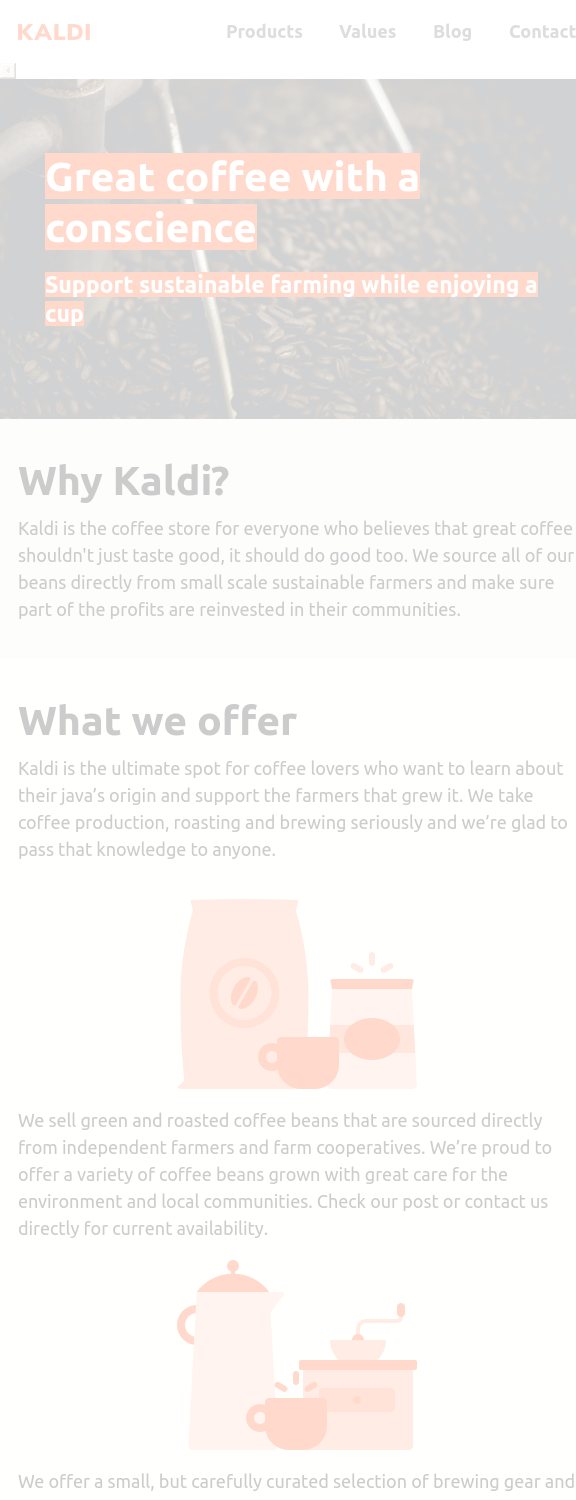 KALDI Products Values Blog Contact
Great coffee with a
conscience
Support sustainable farming while enjoying a
cup
Why Kaldi?
Kaldi is the coffee store for everyone who believes that great coffee
shouldn't just taste good, it should do good too. We source all of our
beans directly from small scale sustainable farmers and make sure
part of the profits are reinvested in their communities.
What we offer
Kaldi is the ultimate spot for coffee lovers who want to learn about
their java’s origin and support the farmers that grew it. We take
coffee production, roasting and brewing seriously and we’re glad to
pass that knowledge to anyone.
We sell green and roasted coffee beans that are sourced directly
from independent farmers and farm cooperatives. We’re proud to
offer a variety of coffee beans grown with great care for the
environment and local communities. Check our post or contact us
directly for current availability.
We offer a small, but carefully curated selection of brewing gear and